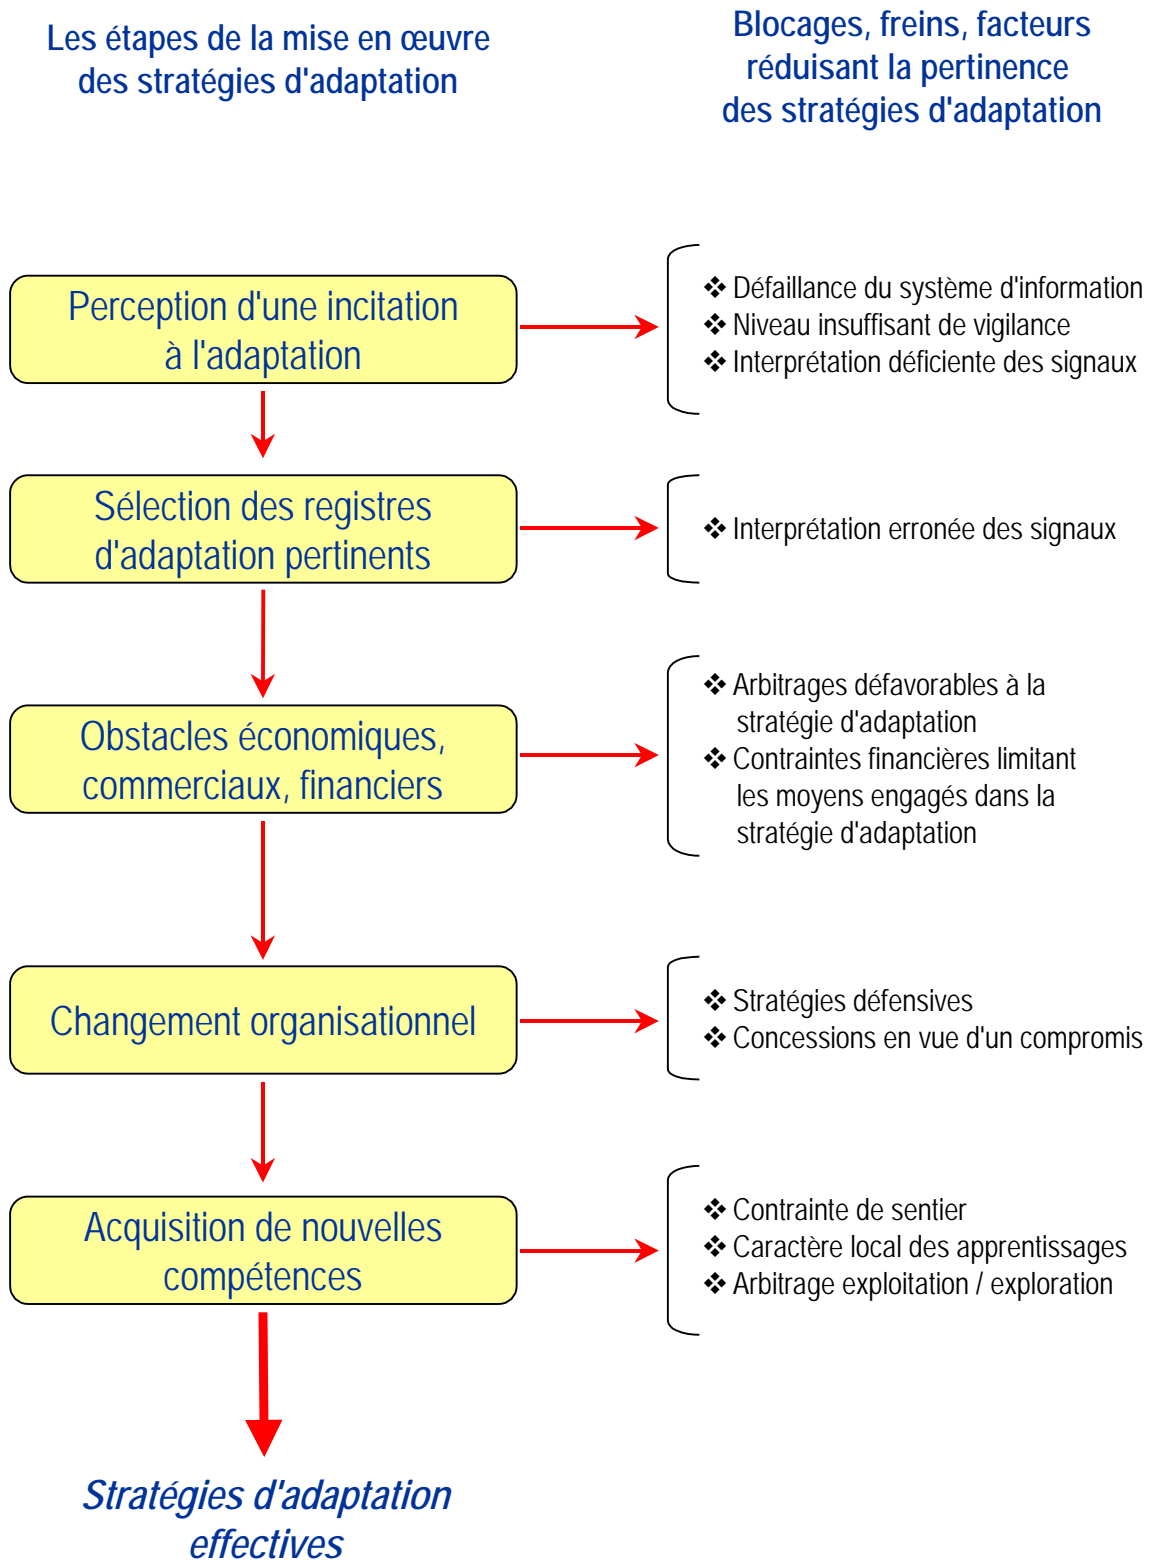 Les étapes de la mise en œuvre
des stratégies d'adaptation
Blocages, freins, facteurs
réduisant la pertinence
des stratégies d'adaptation
Perception d'une incitation
à l'adaptation
❖ Défaillance du système d'information
❖ Niveau insuffisant de vigilance
❖ Interprétation déficiente des signaux
Sélection des registres
d'adaptation pertinents
❖ Interprétation erronée des signaux
Obstacles économiques,
commerciaux, financiers
❖ Arbitrages défavorables à la
stratégie d'adaptation
❖ Contraintes financières limitant
les moyens engagés dans la
stratégie d'adaptation
Changement organisationnel
❖ Stratégies défensives
❖ Concessions en vue d'un compromis
Acquisition de nouvelles
compétences
❖ Contrainte de sentier
❖ Caractère local des apprentissages
❖ Arbitrage exploitation / exploration
Stratégies d'adaptation
effectives